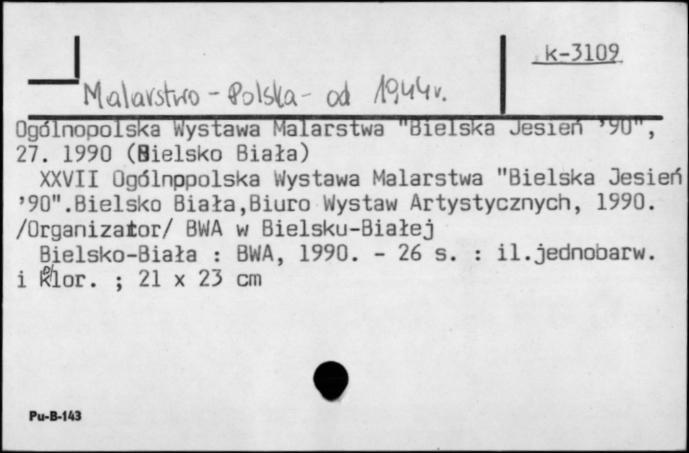 k-3109
Malarstwo - Polska - od 1944r.
Ogólnopolska Wystawa Malarstwa "Bielska Jesień '90",
27. 1990 (Bielsko Biała)
XXVII Ogólnppolska Wystawa Malarstwa "Bielska Jesień
'90".Bielsko Biała,Biuro Wystaw Artystycznych, 1990.
/Organizator/ BWA w Bielsku-Białej
Bielsko-Biała : BWA, 1990. - 26 s. : il.jednobarw.
i kolor. ; 21 x 23 cm
Pu-B-143